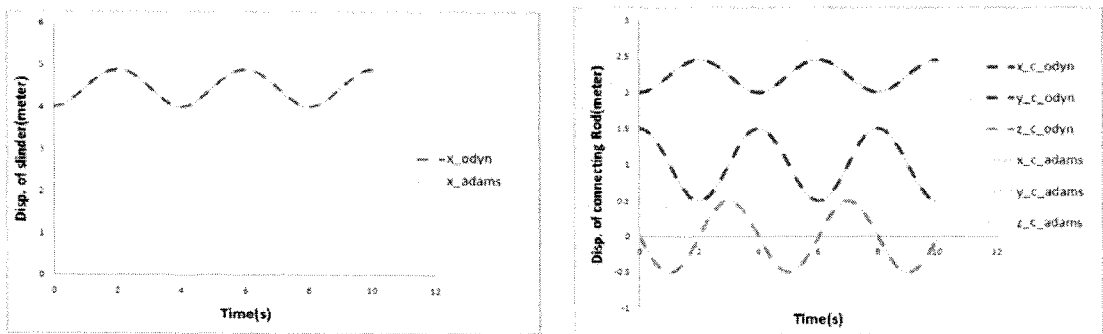 Disp. of slinder(meter)
6
5
4
3
2
1
0
0 2 4 6 8 10 12
Time(s)
x_odyn
x_adams
Disp. of connecting Rod(meter)
3
2.5
2
1.5
1
0.5
0
-0.5
-1
0 2 4 6 8 10 12
Time(s)
x_c_odyn
y_c_odyn
z_c_odyn
x_c_adams
y_c_adams
z_c_adams